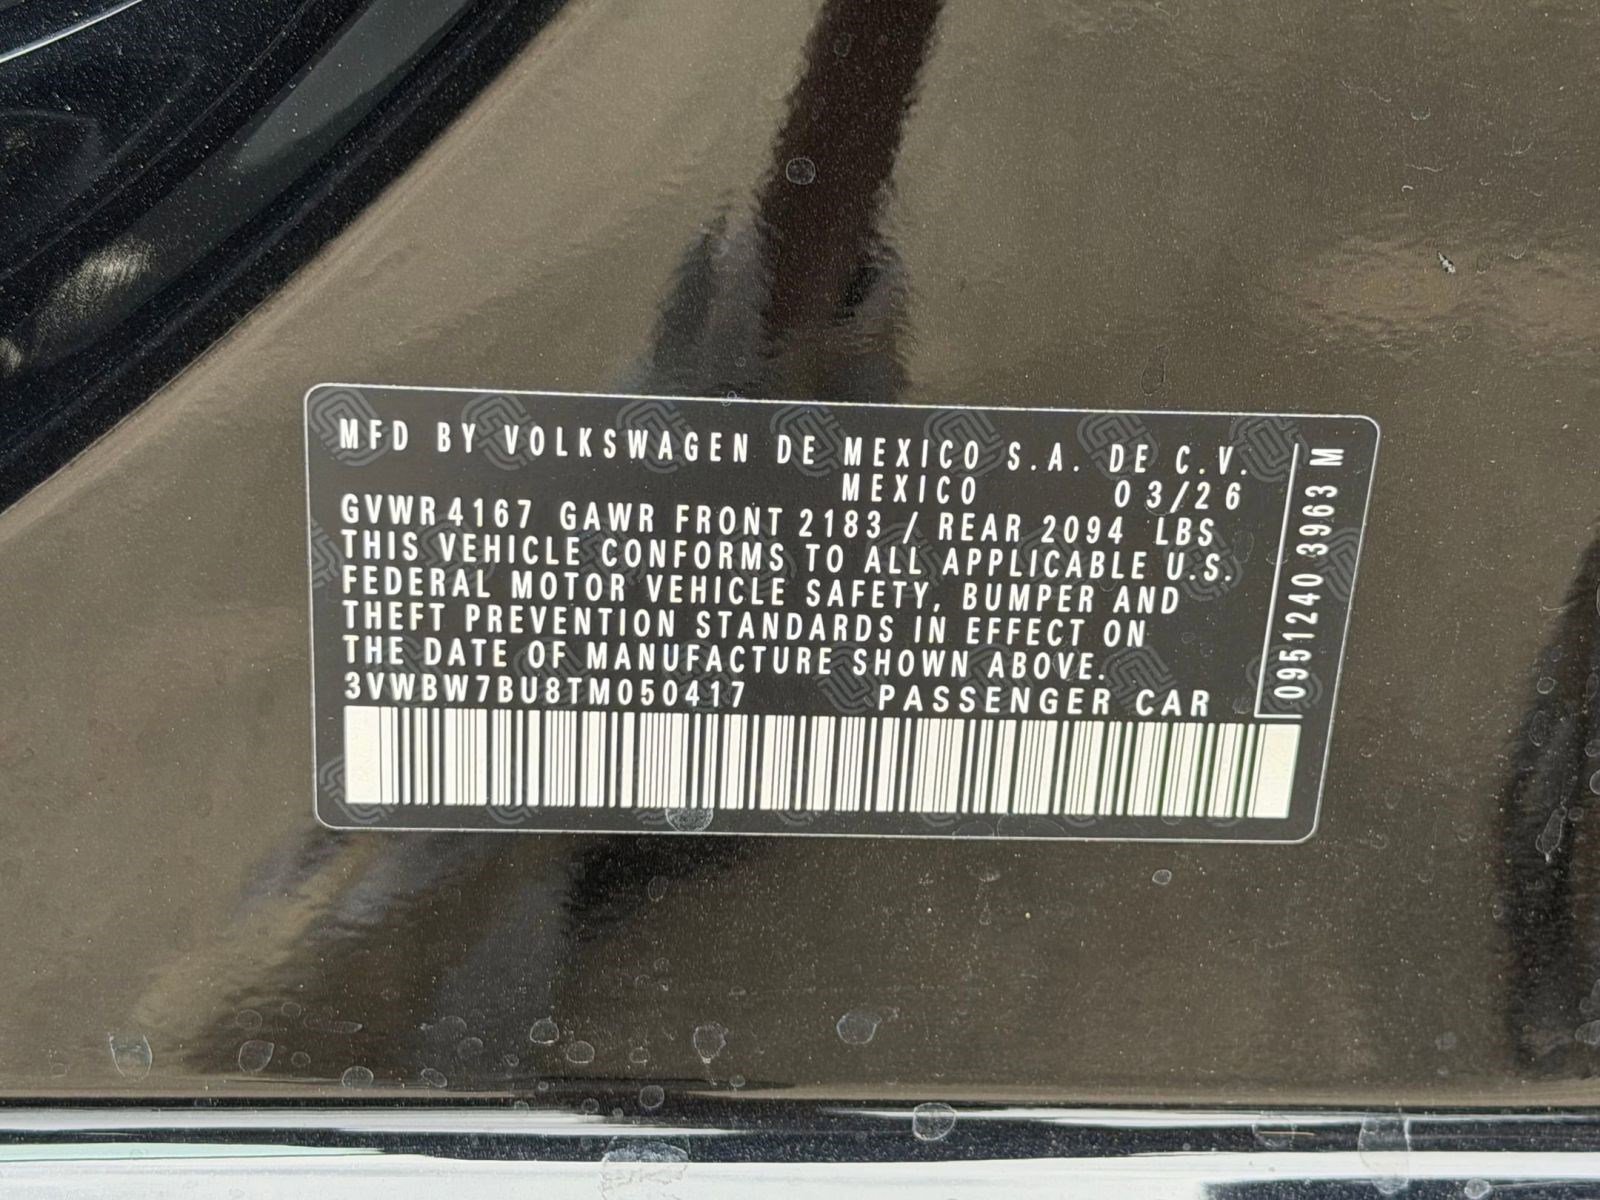 MFD BY VOLKSWAGEN DE MEXICO S.A. DE C.V.
MEXICO 03/26
GVWR 4167 GAWR FRONT 2183 / REAR 2094 LBS
THIS VEHICLE CONFORMS TO ALL APPLICABLE U.S.
FEDERAL MOTOR VEHICLE SAFETY, BUMPER AND
THEFT PREVENTION STANDARDS IN EFFECT ON
THE DATE OF MANUFACTURE SHOWN ABOVE.
3VWBW7BU8TM050417 PASSENGER CAR
0951240 3963 M